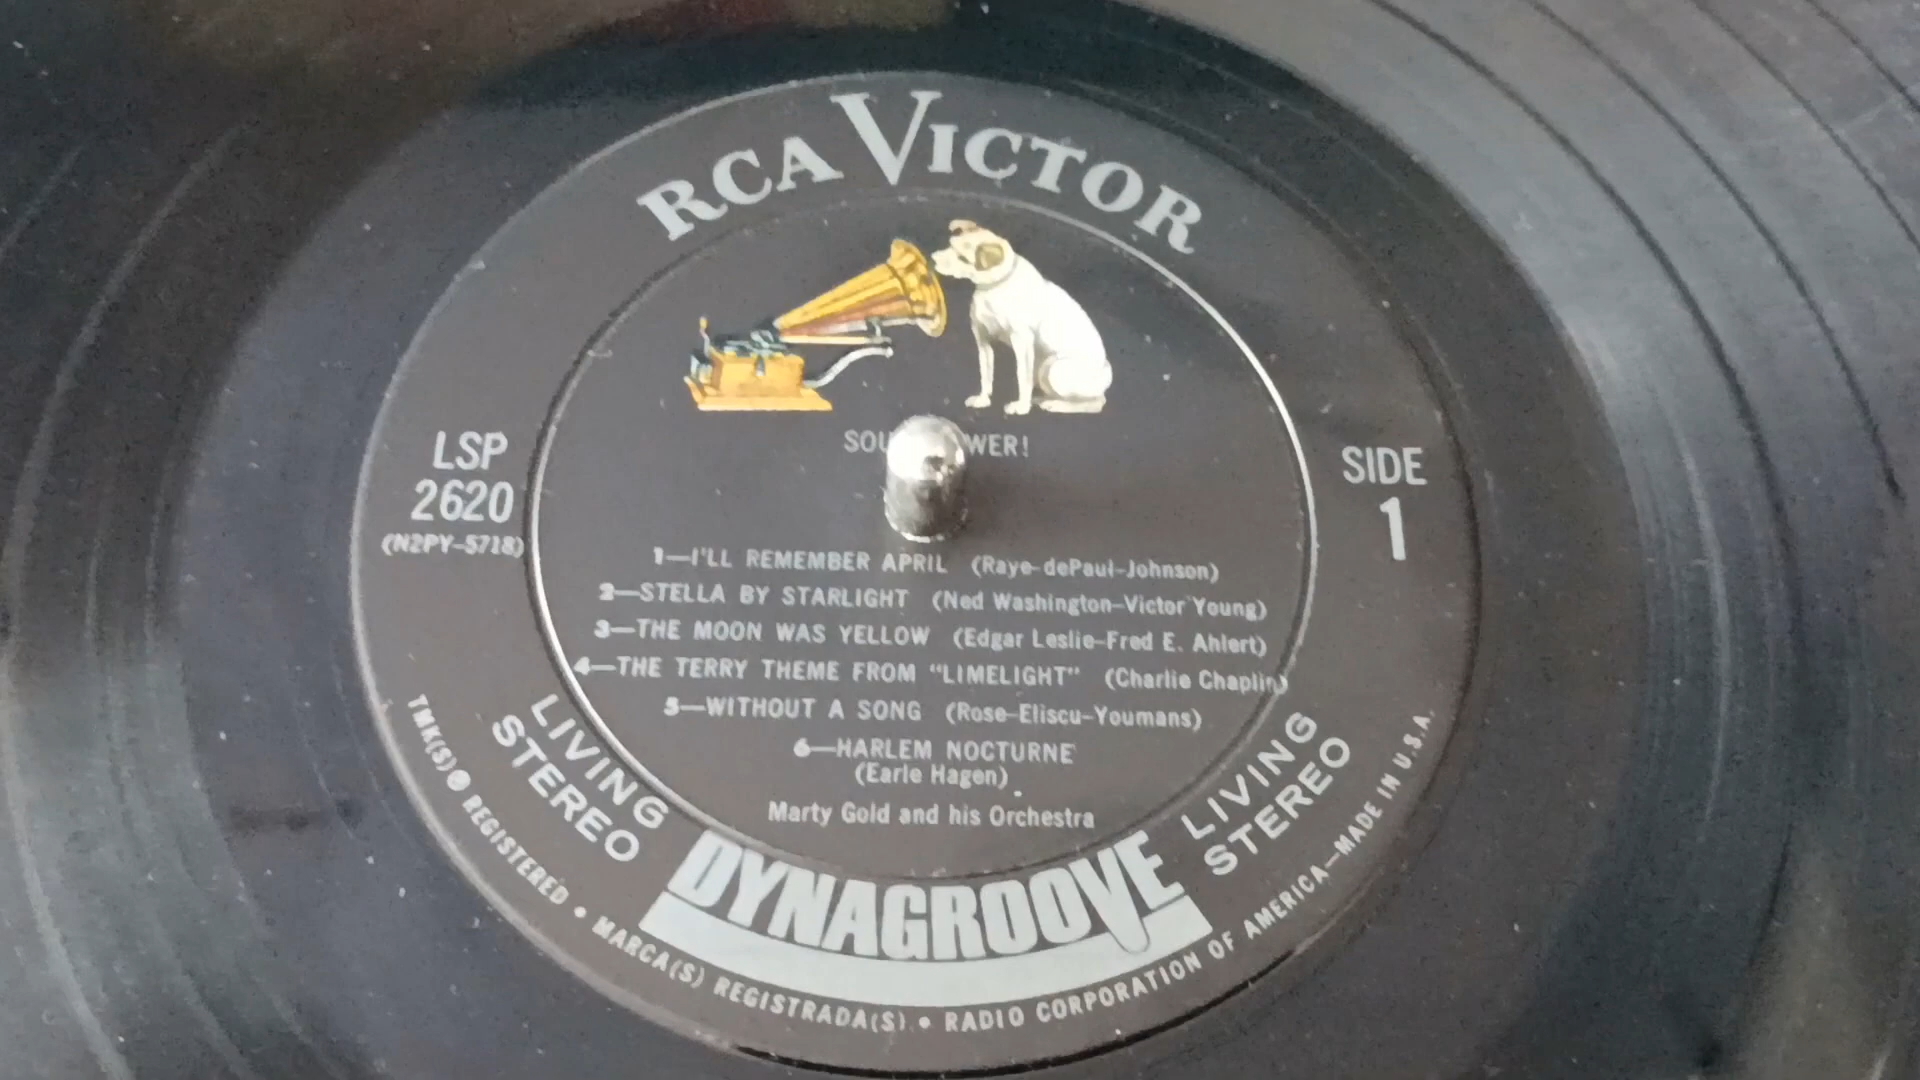 RCA VICTOR
SOU WER!
LSP
2620
(N2PY-5718)
SIDE
1
1—I'LL REMEMBER APRIL (Raye-dePaul-Johnson)
2—STELLA BY STARLIGHT (Ned Washington-Victor Young)
3—THE MOON WAS YELLOW (Edgar Leslie-Fred E. Ahlert)
4—THE TERRY THEME FROM "LIMELIGHT" (Charlie Chaplin)
5—WITHOUT A SONG (Rose-Eliscu-Youmans)
6—HARLEM NOCTURNE
(Earle Hagen)
Marty Gold and his Orchestra
LIVING
STEREO
LIVING
STEREO
DYNAGROOVE
TMK(S) ® REGISTERED • MARCA(S) REGISTRADA(S) • RADIO CORPORATION OF AMERICA—MADE IN U.S.A.